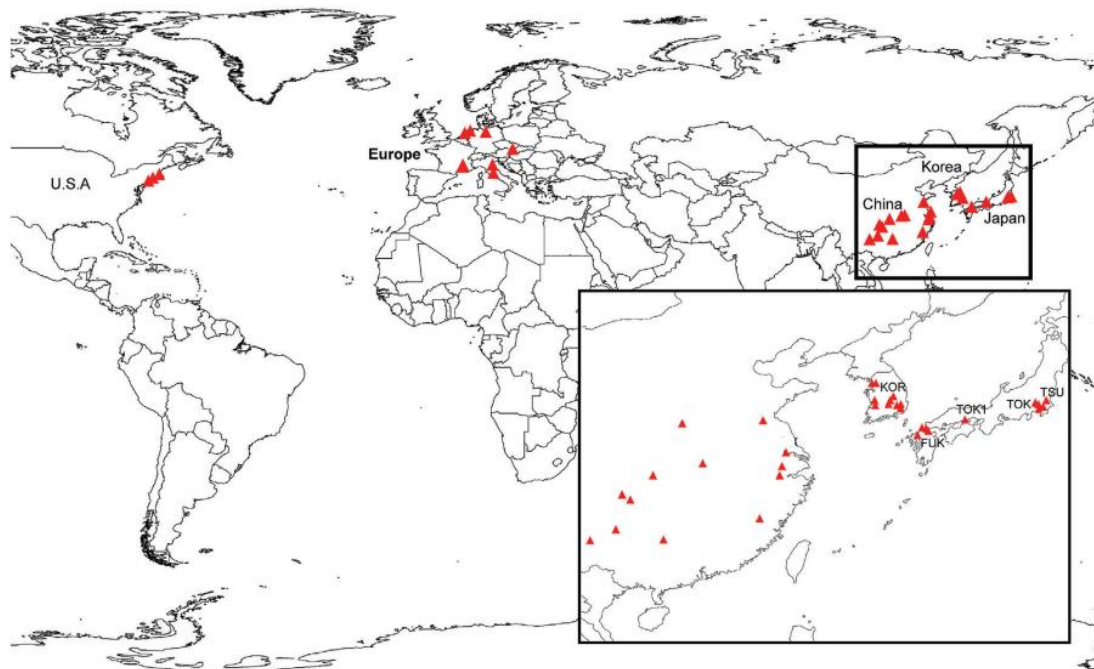 Europe
U.S.A
Korea
China
Japan
KOR
TSU
TOK1
TOK
FUK